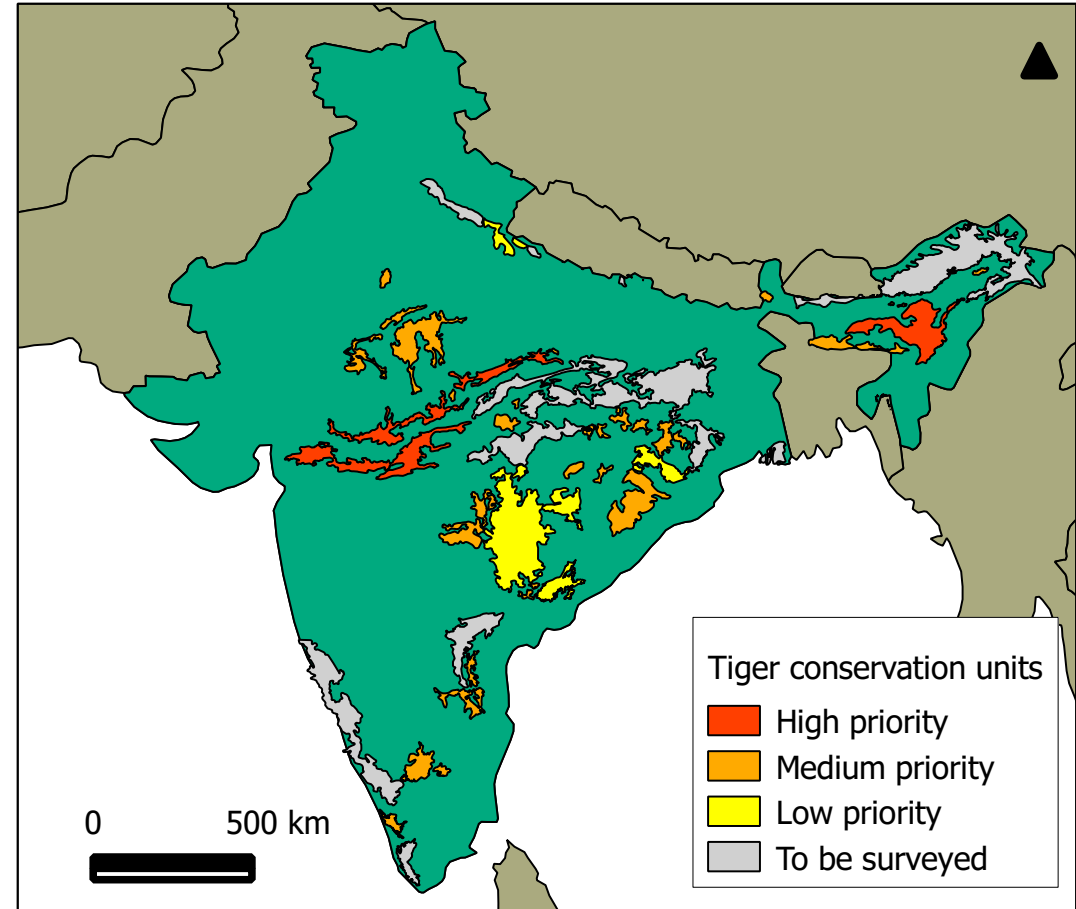 Tiger conservation units
High priority
Medium priority
Low priority
To be surveyed
0 500 km